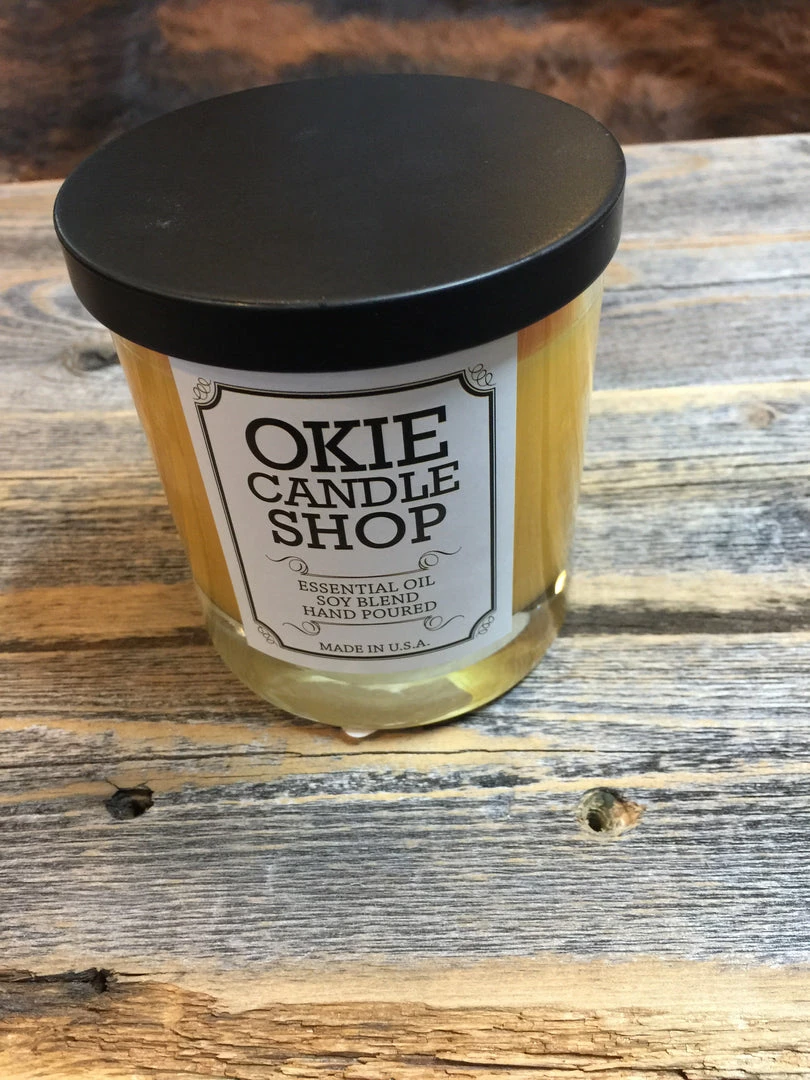 OKIE
CANDLE
SHOP
ESSENTIAL OIL
SOY BLEND
HAND POURED
MADE IN U.S.A.